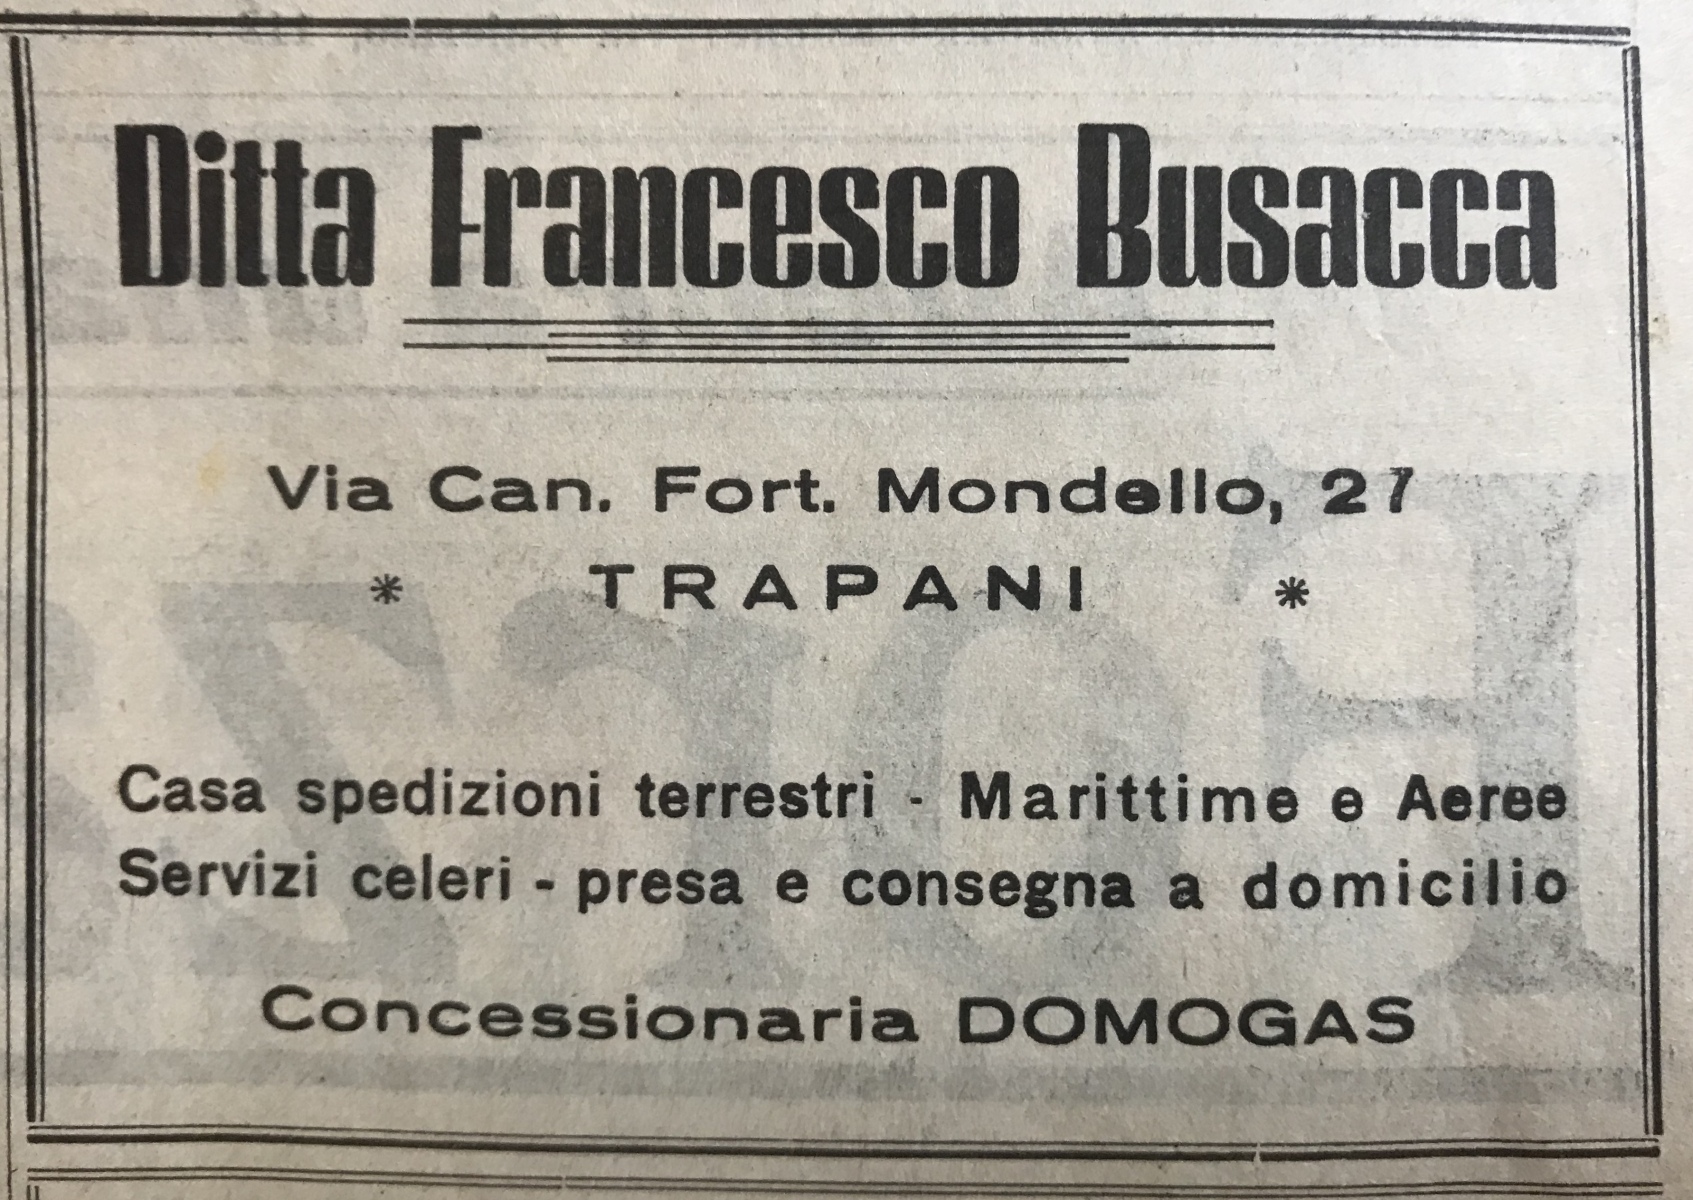 Ditta Francesco Busacca
Via Can. Fort. Mondello, 27
* TRAPANI *
Casa spedizioni terrestri - Marittime e Aeree
Servizi celeri - presa e consegna a domicilio
Concessionaria DOMOGAS